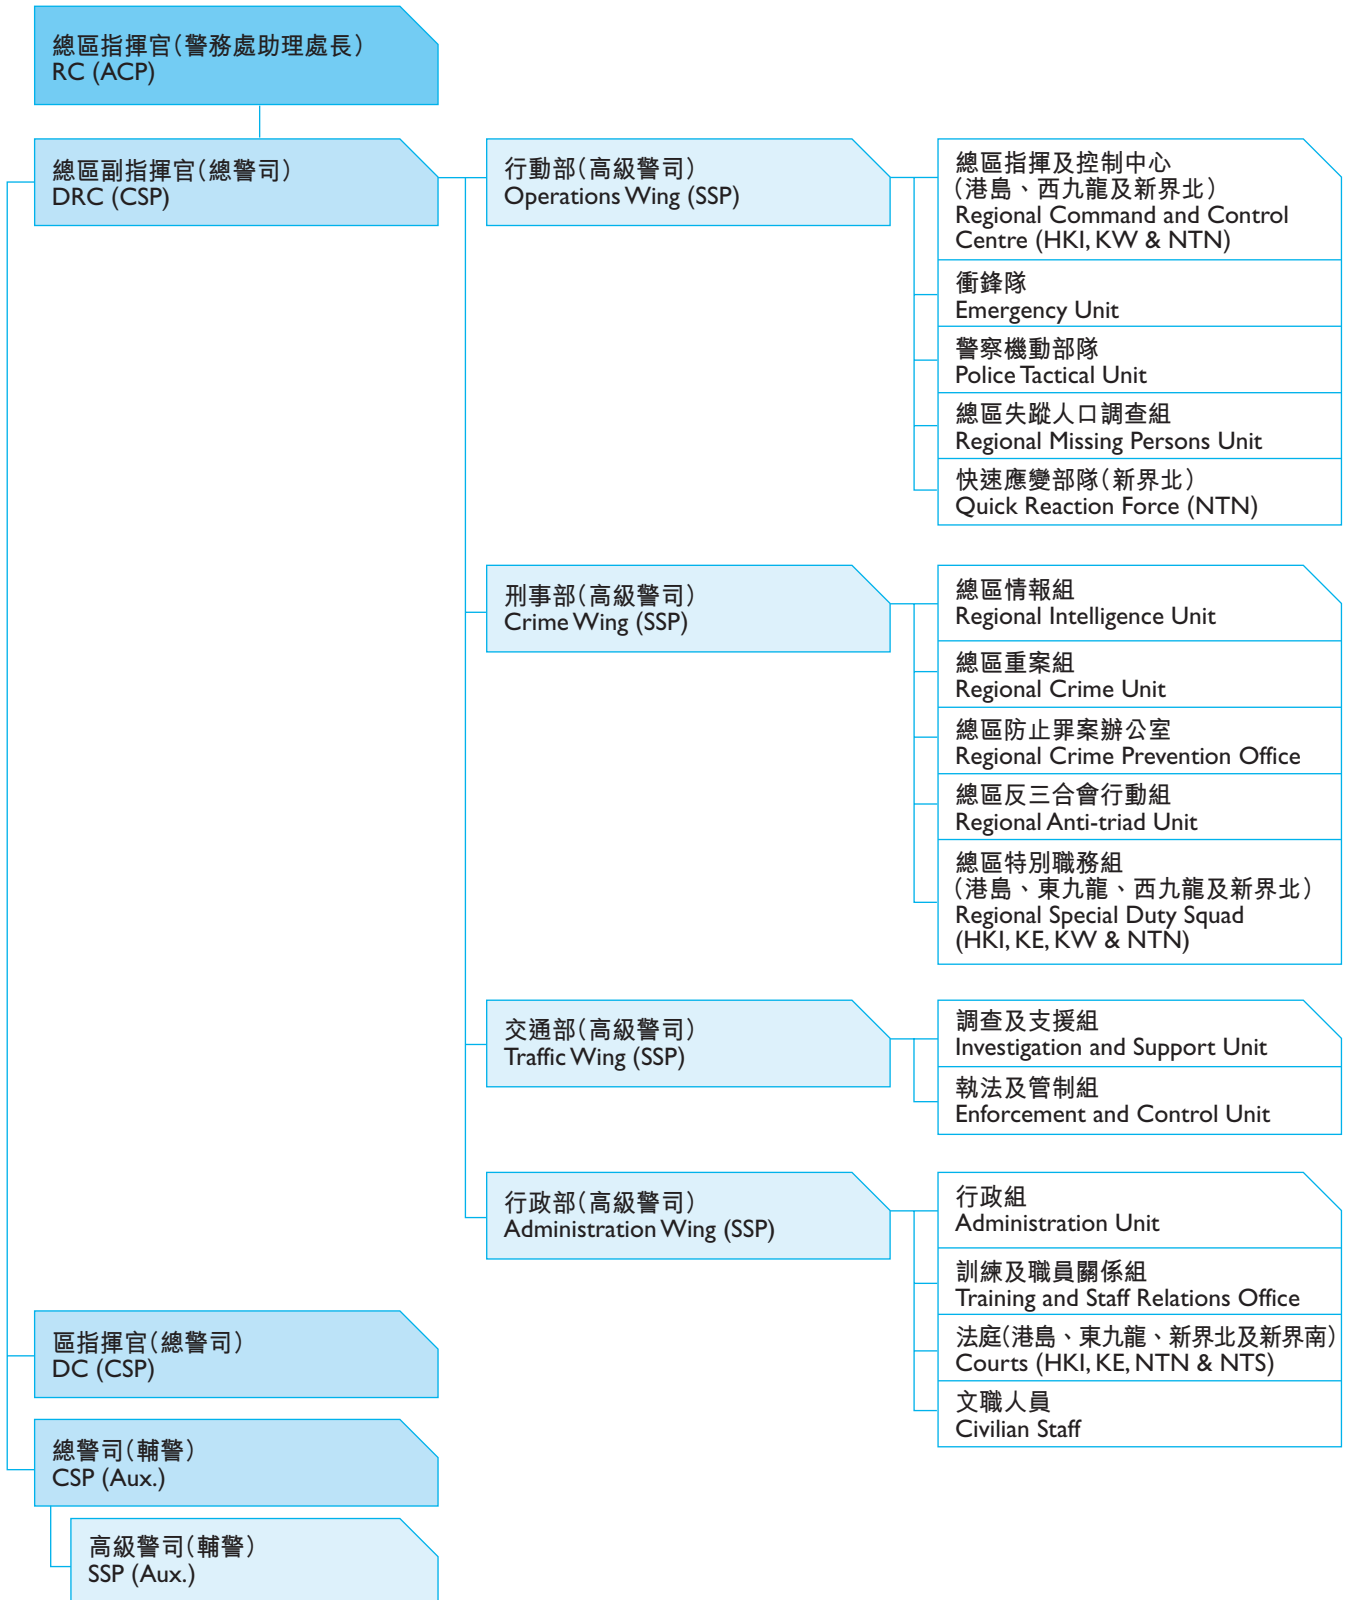 總區指揮官(警務處助理處長)
RC (ACP)
總區副指揮官(總警司)
DRC (CSP)
行動部(高級警司)
Operations Wing (SSP)
總區指揮及控制中心
(港島、西九龍及新界北)
Regional Command and Control
Centre (HKI, KW & NTN)
衝鋒隊
Emergency Unit
警察機動部隊
Police Tactical Unit
總區失蹤人口調查組
Regional Missing Persons Unit
快速應變部隊(新界北)
Quick Reaction Force (NTN)
刑事部(高級警司)
Crime Wing (SSP)
總區情報組
Regional Intelligence Unit
總區重案組
Regional Crime Unit
總區防止罪案辦公室
Regional Crime Prevention Office
總區反三合會行動組
Regional Anti-triad Unit
總區特別職務組
(港島、東九龍、西九龍及新界北)
Regional Special Duty Squad
(HKI, KE, KW & NTN)
交通部(高級警司)
Traffic Wing (SSP)
調查及支援組
Investigation and Support Unit
執法及管制組
Enforcement and Control Unit
行政部(高級警司)
Administration Wing (SSP)
行政組
Administration Unit
訓練及職員關係組
Training and Staff Relations Office
法庭(港島、東九龍、新界北及新界南)
Courts (HKI, KE, NTN & NTS)
文職人員
Civilian Staff
區指揮官(總警司)
DC (CSP)
總警司(輔警)
CSP (Aux.)
高級警司(輔警)
SSP (Aux.)